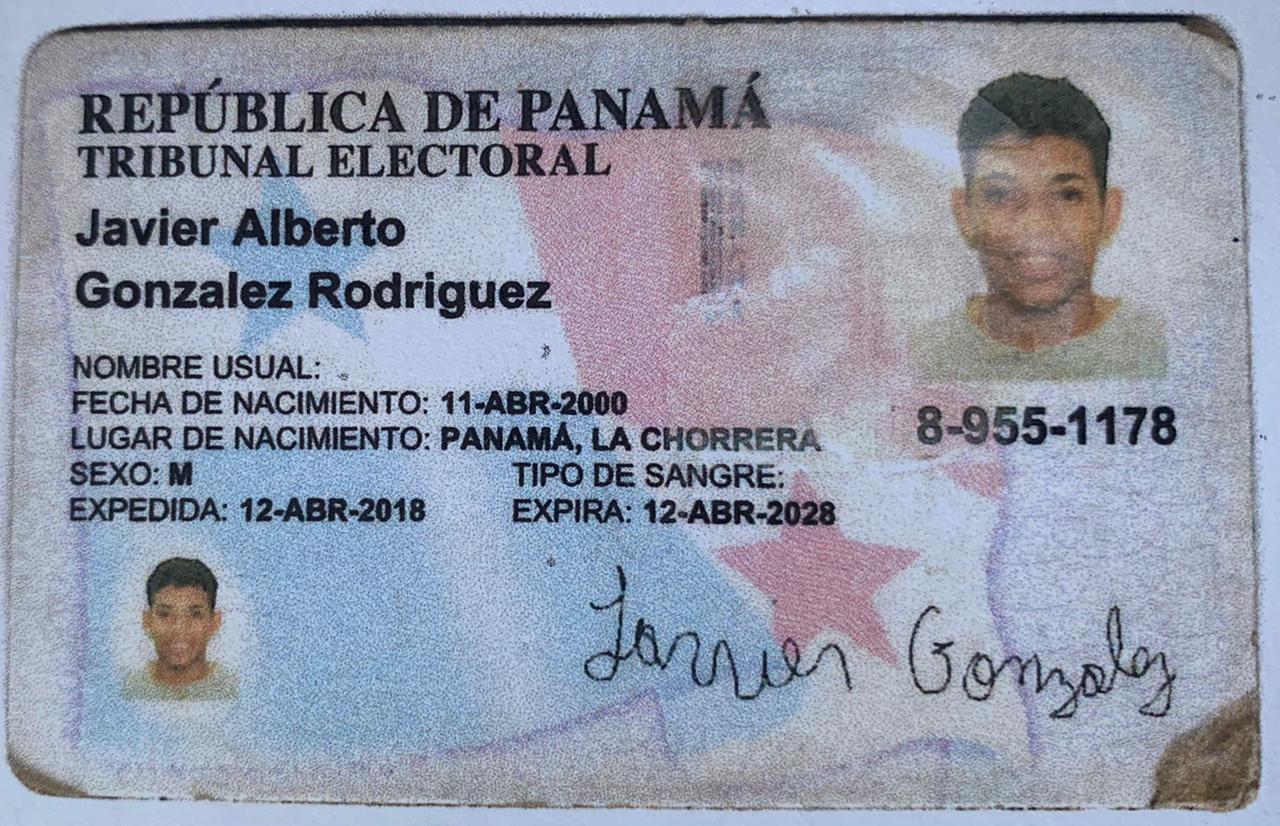 REPÚBLICA DE PANAMÁ
TRIBUNAL ELECTORAL
Javier Alberto
Gonzalez Rodriguez
NOMBRE USUAL:
FECHA DE NACIMIENTO: 11-ABR-2000
LUGAR DE NACIMIENTO: PANAMÁ, LA CHORRERA
8-955-1178
SEXO: M TIPO DE SANGRE:
EXPEDIDA: 12-ABR-2018 EXPIRA: 12-ABR-2028
Javier Gonzalez